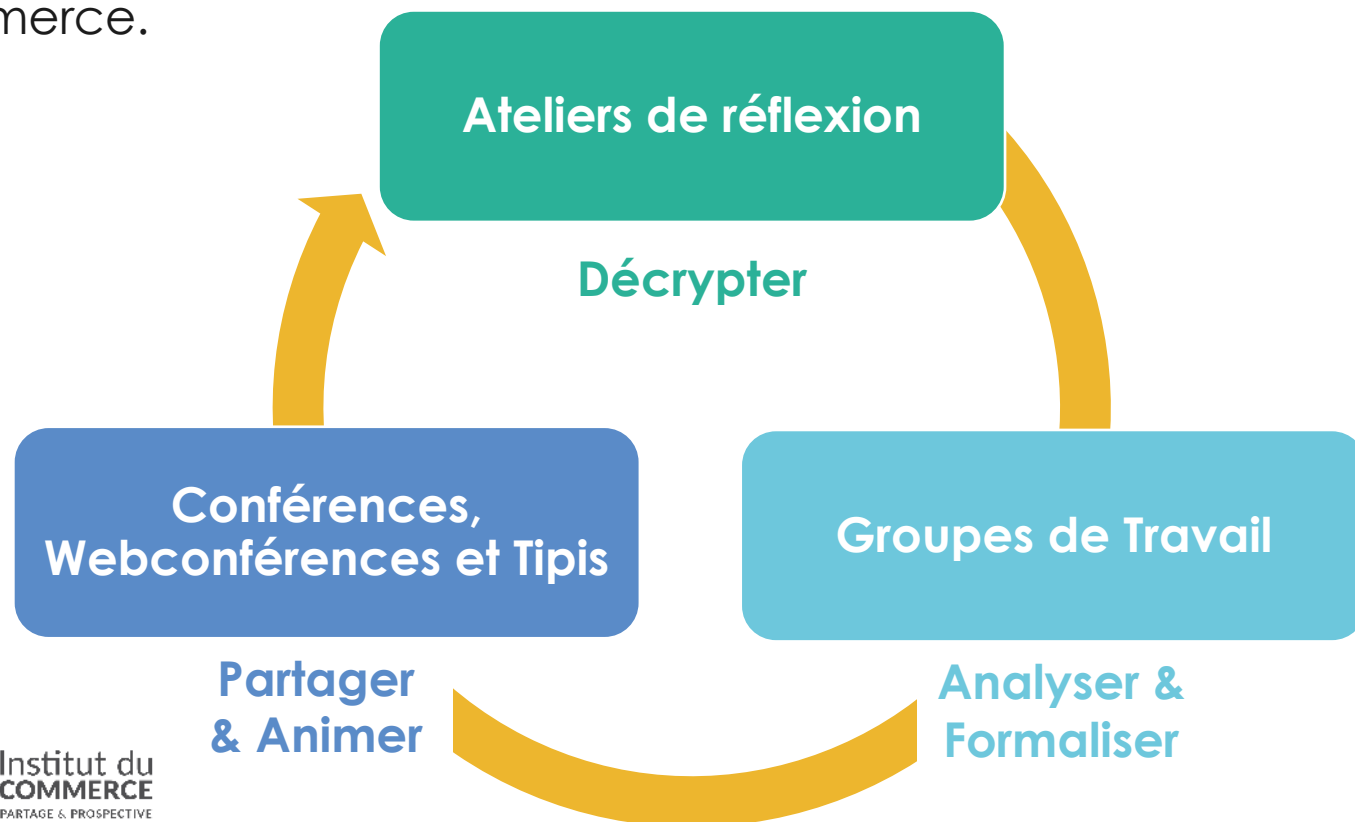 merce.
Ateliers de réflexion
Décrypter
Conférences,
Webconférences et Tipis
Groupes de Travail
Partager
& Animer
Analyser &
Formaliser
Institut du
COMMERCE
PARTAGE & PROSPECTIVE